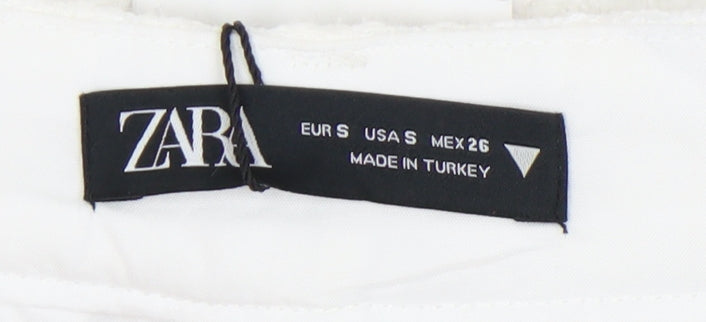 ZARA
EUR S USA S MEX 26
MADE IN TURKEY